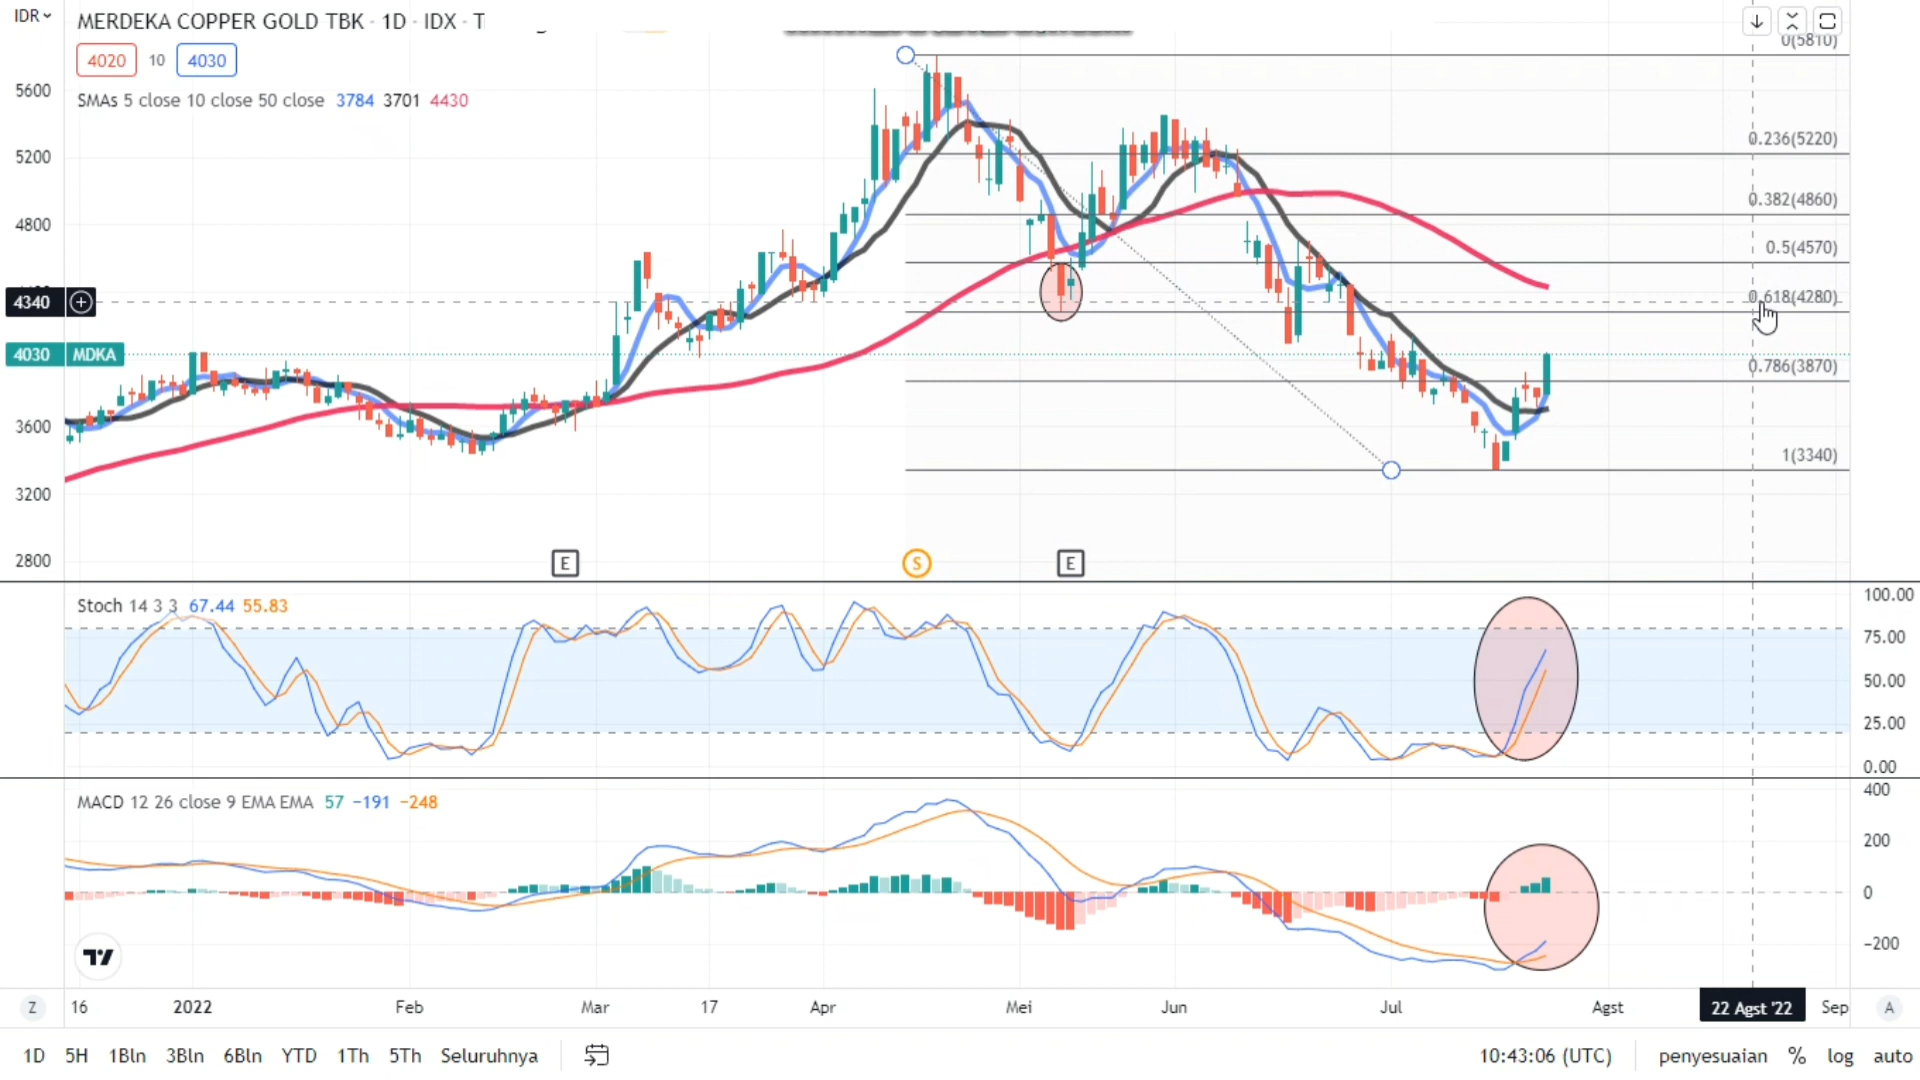 IDR
MERDEKA COPPER GOLD TBK · 1D · IDX · T
4020 10 4030
SMAs 5 close 10 close 50 close 3784 3701 4430
0(5810)
5600
0.236(5220)
5200
0.382(4860)
4800
0.5(4570)
0.618(4280)
4340
4030 MDKA
0.786(3870)
3600
1(3340)
3200
2800
E
S
E
Stoch 14 3 3 67.44 55.83
100.00
75.00
50.00
25.00
0.00
MACD 12 26 close 9 EMA EMA 57 −191 −248
400
200
0
−200
Z 16 2022 Feb Mar 17 Apr Mei Jun Jul Agst 22 Agst '22 Sep A
1D 5H 1Bln 3Bln 6Bln YTD 1Th 5Th Seluruhnya 10:43:06 (UTC) penyesuaian % log auto